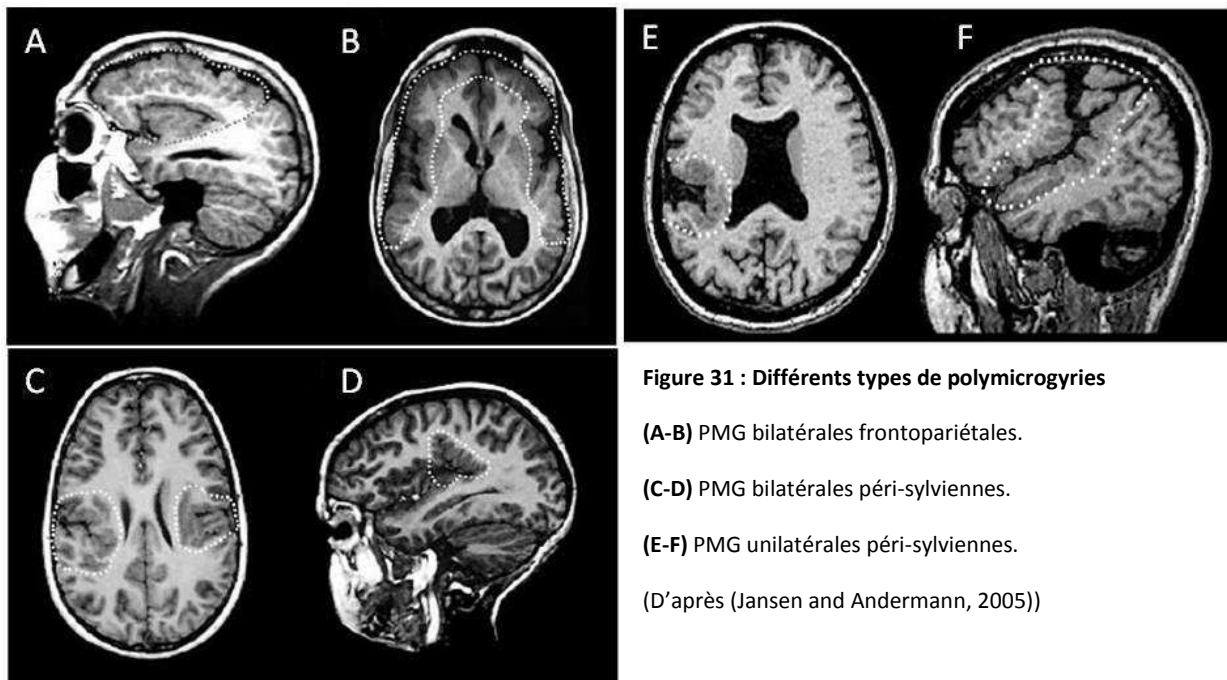 A
B
E
F
C
D
Figure 31 : Différents types de polymicrogyries
(A-B) PMG bilatérales frontopariétales.
(C-D) PMG bilatérales péri-sylviennes.
(E-F) PMG unilatérales péri-sylviennes.
(D’après (Jansen and Andermann, 2005))